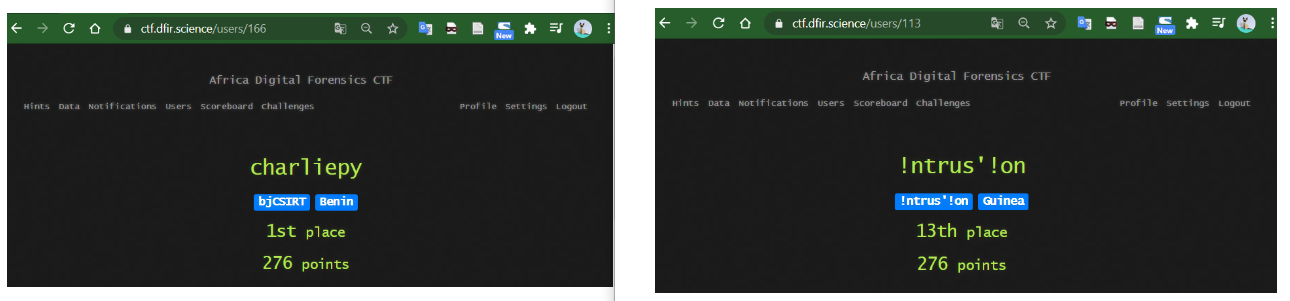 ctf.dfir.science/users/166
New
Africa Digital Forensics CTF
Hints Data Notifications Users Scoreboard Challenges Profile Settings Logout
charliepy
bjCSIRT Benin
1st place
276 points
ctf.dfir.science/users/113
New
Africa Digital Forensics CTF
Hints Data Notifications Users Scoreboard Challenges Profile Settings Logout
!ntrus'!on
!ntrus'!on Guinea
13th place
276 points